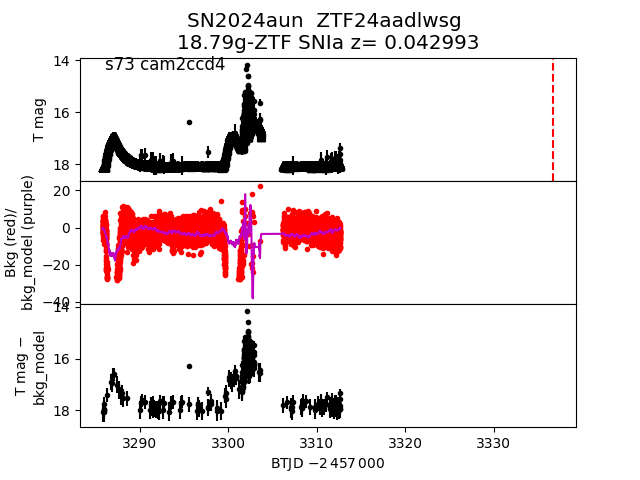 SN2024aun  ZTF24aadlwsg
18.79g-ZTF SNIa z= 0.042993
s73 cam2ccd4
14
16
18
T mag
20
0
−20
−40
Bkg (red)/
bkg_model (purple)
14
16
18
T mag −
bkg_model
3290 3300 3310 3320 3330
BTJD −2 457 000